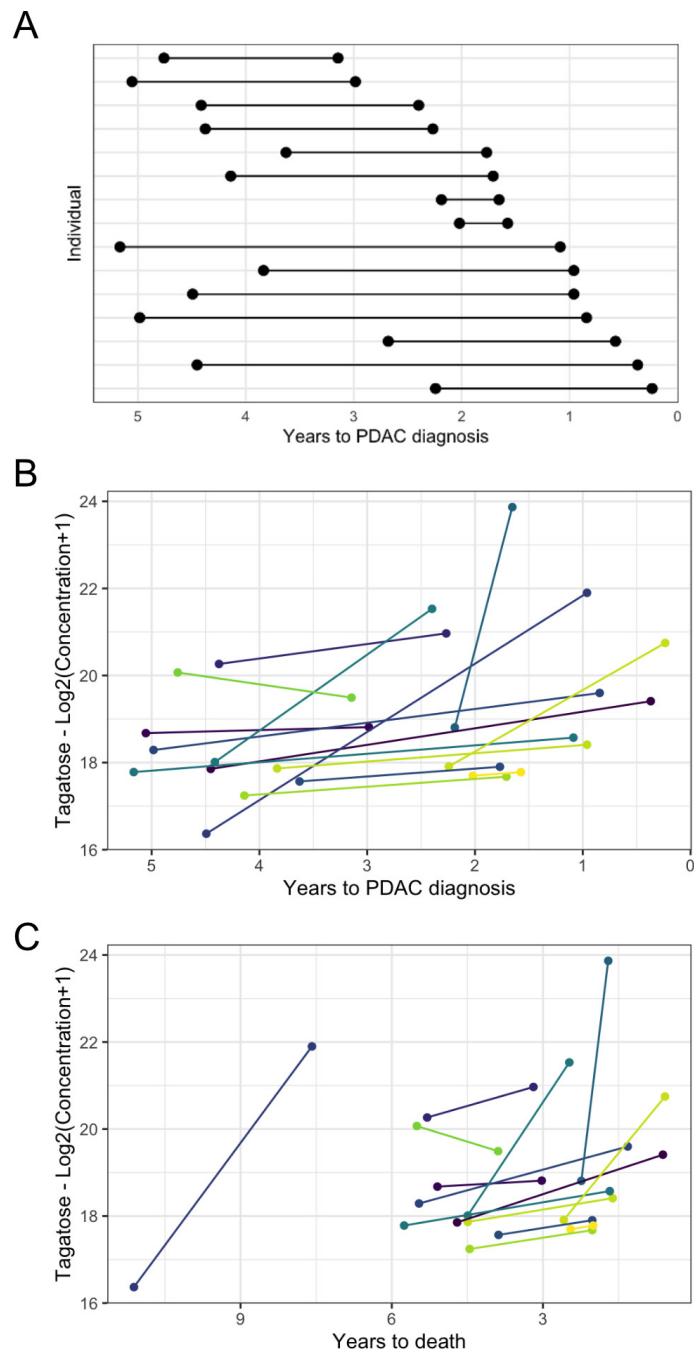 A
Individual
5 4 3 2 1 0
Years to PDAC diagnosis
B
Tagatose - Log2(Concentration+1)
24
22
20
18
16
5 4 3 2 1 0
Years to PDAC diagnosis
C
Tagatose - Log2(Concentration+1)
24
22
20
18
16
9 6 3
Years to death